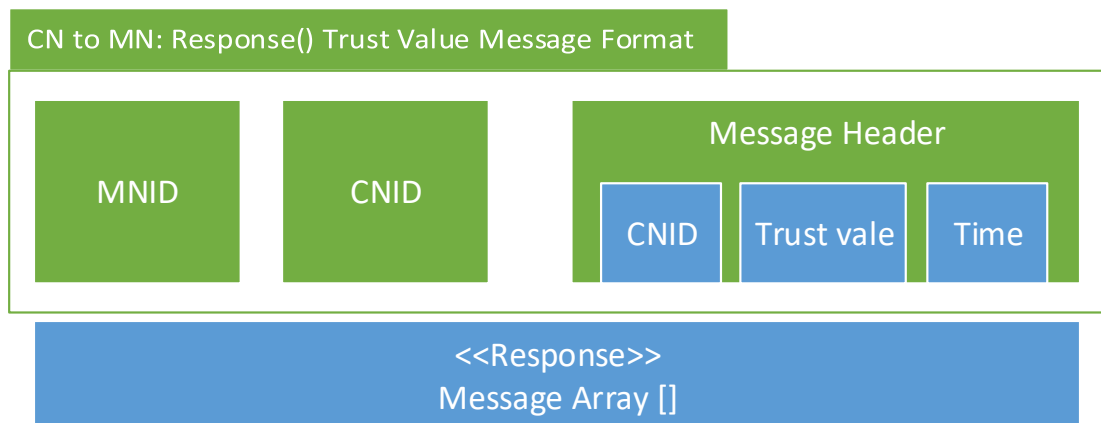 CN to MN: Response() Trust Value Message Format
MNID
CNID
Message Header
CNID
Trust vale
Time
<<Response>>
Message Array []